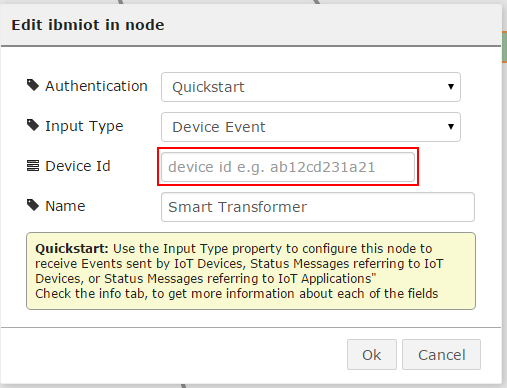 Edit ibmiot in node
Authentication Quickstart
Input Type Device Event
Device Id device id e.g. ab12cd231a21
Name Smart Transformer
Quickstart: Use the Input Type property to configure this node to
receive Events sent by IoT Devices, Status Messages referring to IoT
Devices, or Status Messages referring to IoT Applications"
Check the info tab, to get more information about each of the fields
Ok Cancel